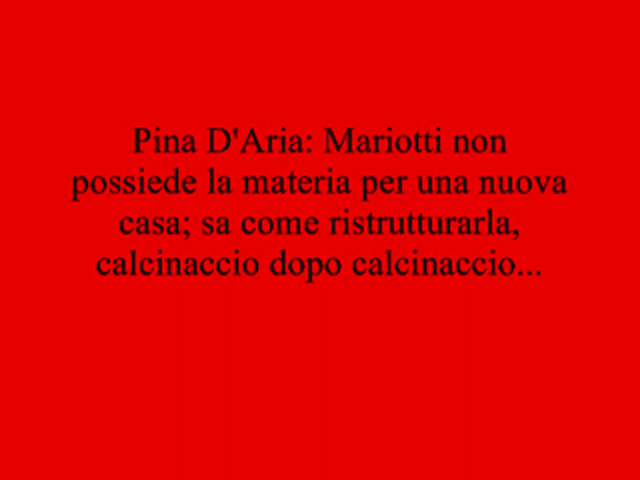 Pina D'Aria: Mariotti non
possiede la materia per una nuova
casa; sa come ristrutturarla,
calcinaccio dopo calcinaccio...